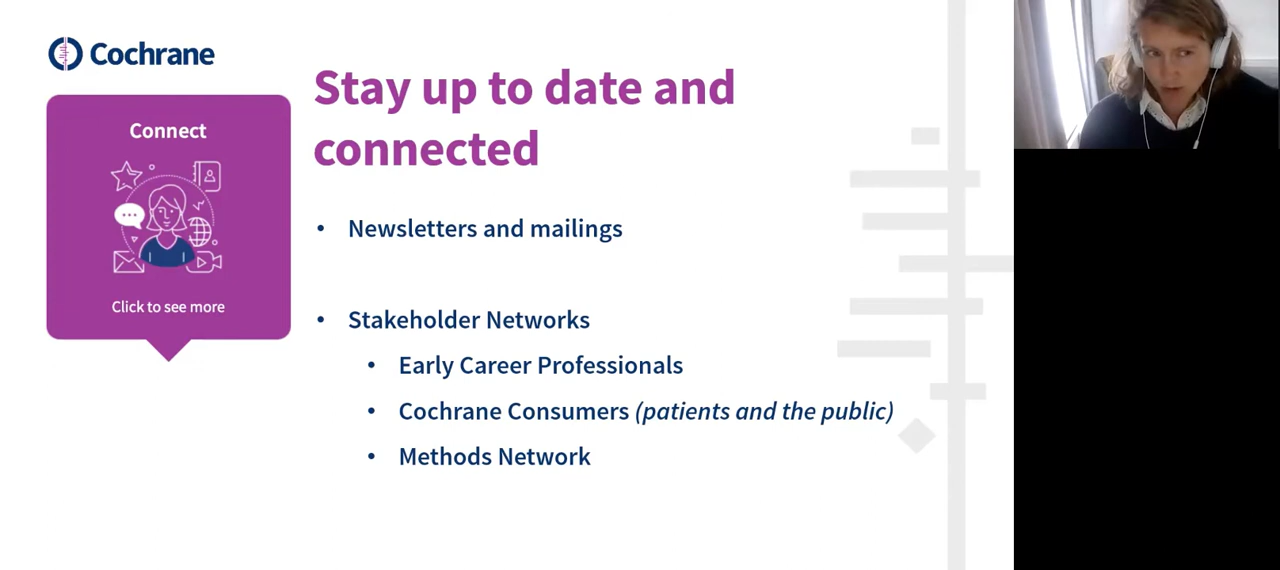 Cochrane
Connect
Click to see more
Stay up to date and
connected
• Newsletters and mailings
• Stakeholder Networks
• Early Career Professionals
• Cochrane Consumers (patients and the public)
• Methods Network